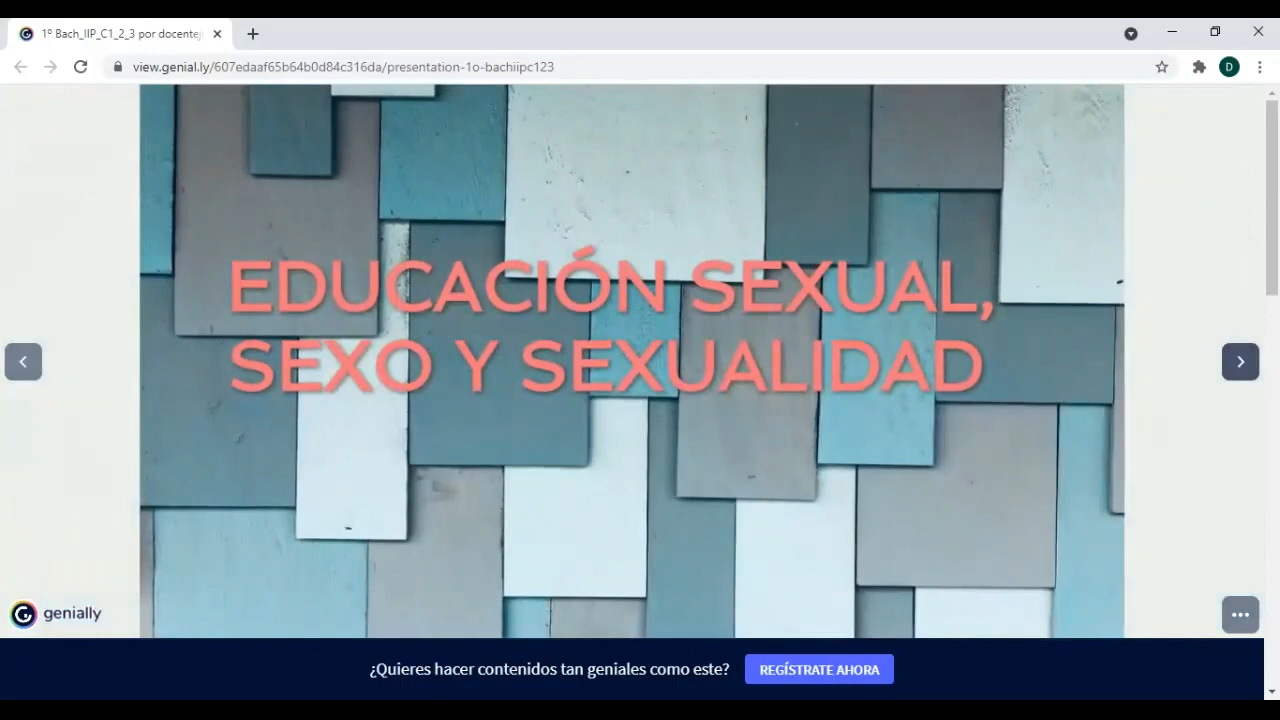 1º Bach_IIP_C1_2_3 por docentej
view.genial.ly/607edaaf65b64b0d84c316da/presentation-1o-bachiipc123
D
EDUCACIÓN SEXUAL,
SEXO Y SEXUALIDAD
genially
¿Quieres hacer contenidos tan geniales como este?
REGÍSTRATE AHORA